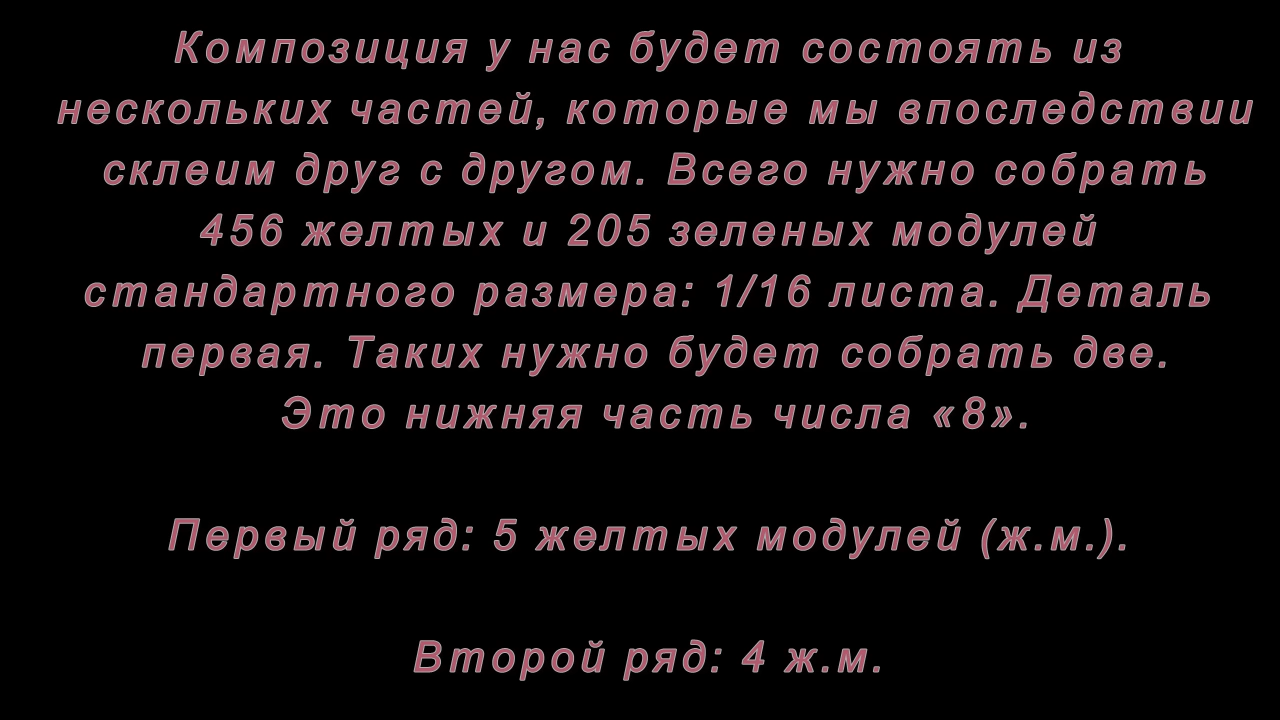 Композиция у нас будет состоять из
нескольких частей, которые мы впоследствии
склеим друг с другом. Всего нужно собрать
456 желтых и 205 зеленых модулей
стандартного размера: 1/16 листа. Деталь
первая. Таких нужно будет собрать две.
Это нижняя часть числа «8».
Первый ряд: 5 желтых модулей (ж.м.).
Второй ряд: 4 ж.м.